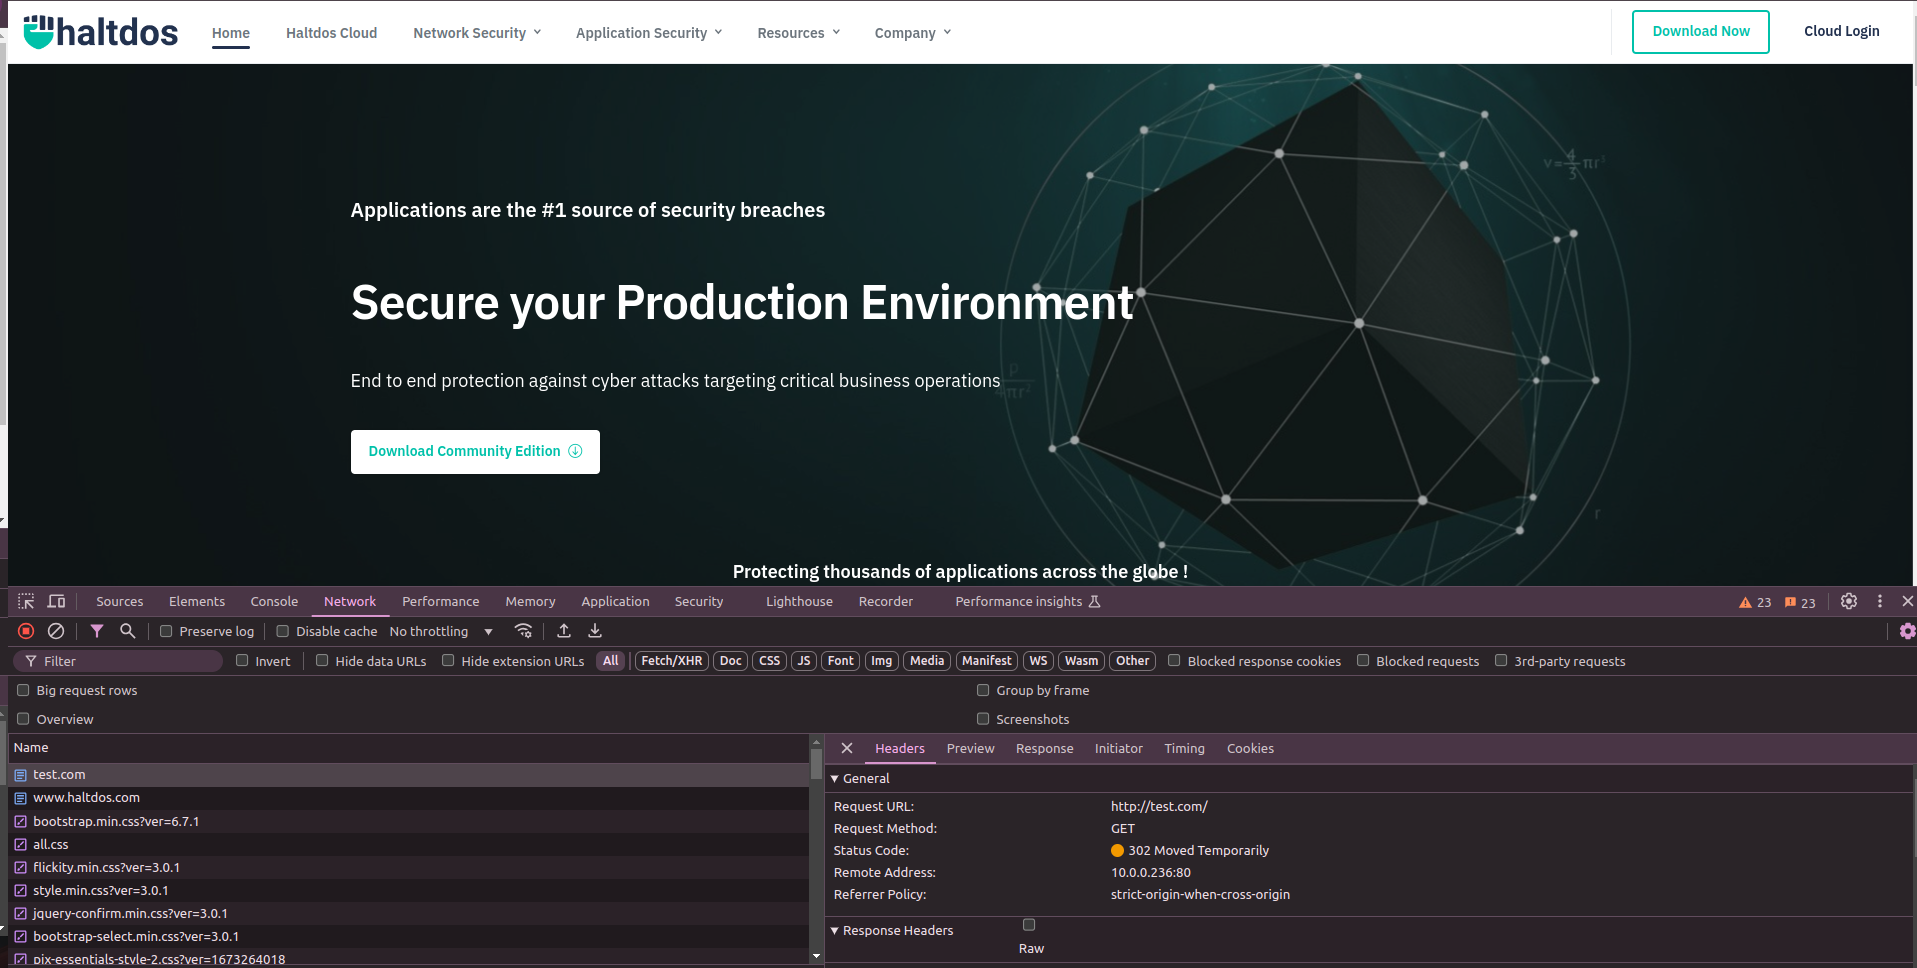 haltdos Home Haltdos Cloud Network Security Application Security Resources Company Download Now Cloud Login
v = 4/3 πr
Applications are the #1 source of security breaches
Secure your Production Environment
End to end protection against cyber attacks targeting critical business operations
Download Community Edition
r
Protecting thousands of applications across the globe !
Sources Elements Console Network Performance Memory Application Security Lighthouse Recorder Performance insights 23 23
Preserve log Disable cache No throttling
Filter Invert Hide data URLs Hide extension URLs All Fetch/XHR Doc CSS JS Font Img Media Manifest WS Wasm Other Blocked response cookies Blocked requests 3rd-party requests
Big request rows Group by frame
Overview Screenshots
Name
test.com
www.haltdos.com
bootstrap.min.css?ver=6.7.1
all.css
flickity.min.css?ver=3.0.1
style.min.css?ver=3.0.1
jquery-confirm.min.css?ver=3.0.1
bootstrap-select.min.css?ver=3.0.1
pix-essentials-style-2.css?ver=1673264018
Headers Preview Response Initiator Timing Cookies
General
Request URL: http://test.com/
Request Method: GET
Status Code: 302 Moved Temporarily
Remote Address: 10.0.0.236:80
Referrer Policy: strict-origin-when-cross-origin
Response Headers
Raw